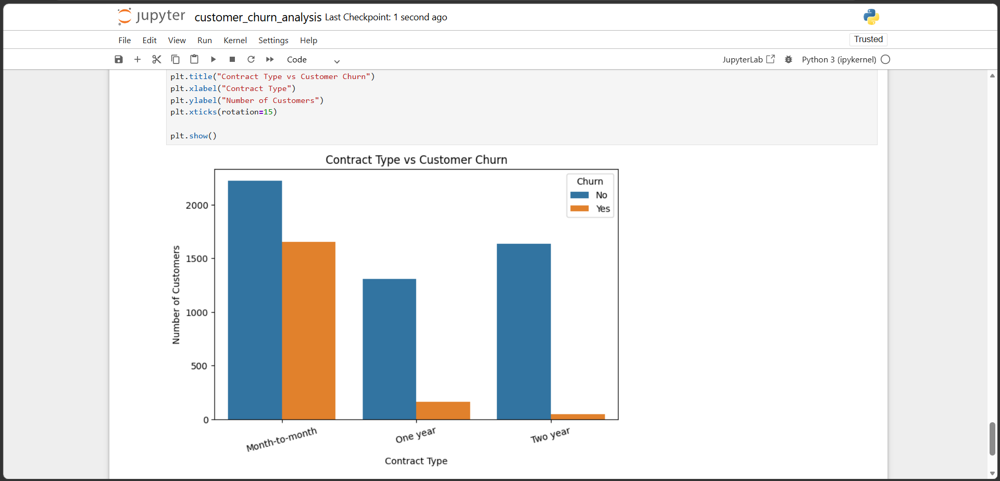 jupyter customer_churn_analysis Last Checkpoint: 1 second ago
File Edit View Run Kernel Settings Help
Trusted
Code
JupyterLab
Python 3 (ipykernel)
plt.title("Contract Type vs Customer Churn")
plt.xlabel("Contract Type")
plt.ylabel("Number of Customers")
plt.xticks(rotation=15)
plt.show()
Contract Type vs Customer Churn
Churn
No
Yes
Number of Customers
2000
1500
1000
500
0
Month-to-month
One year
Two year
Contract Type